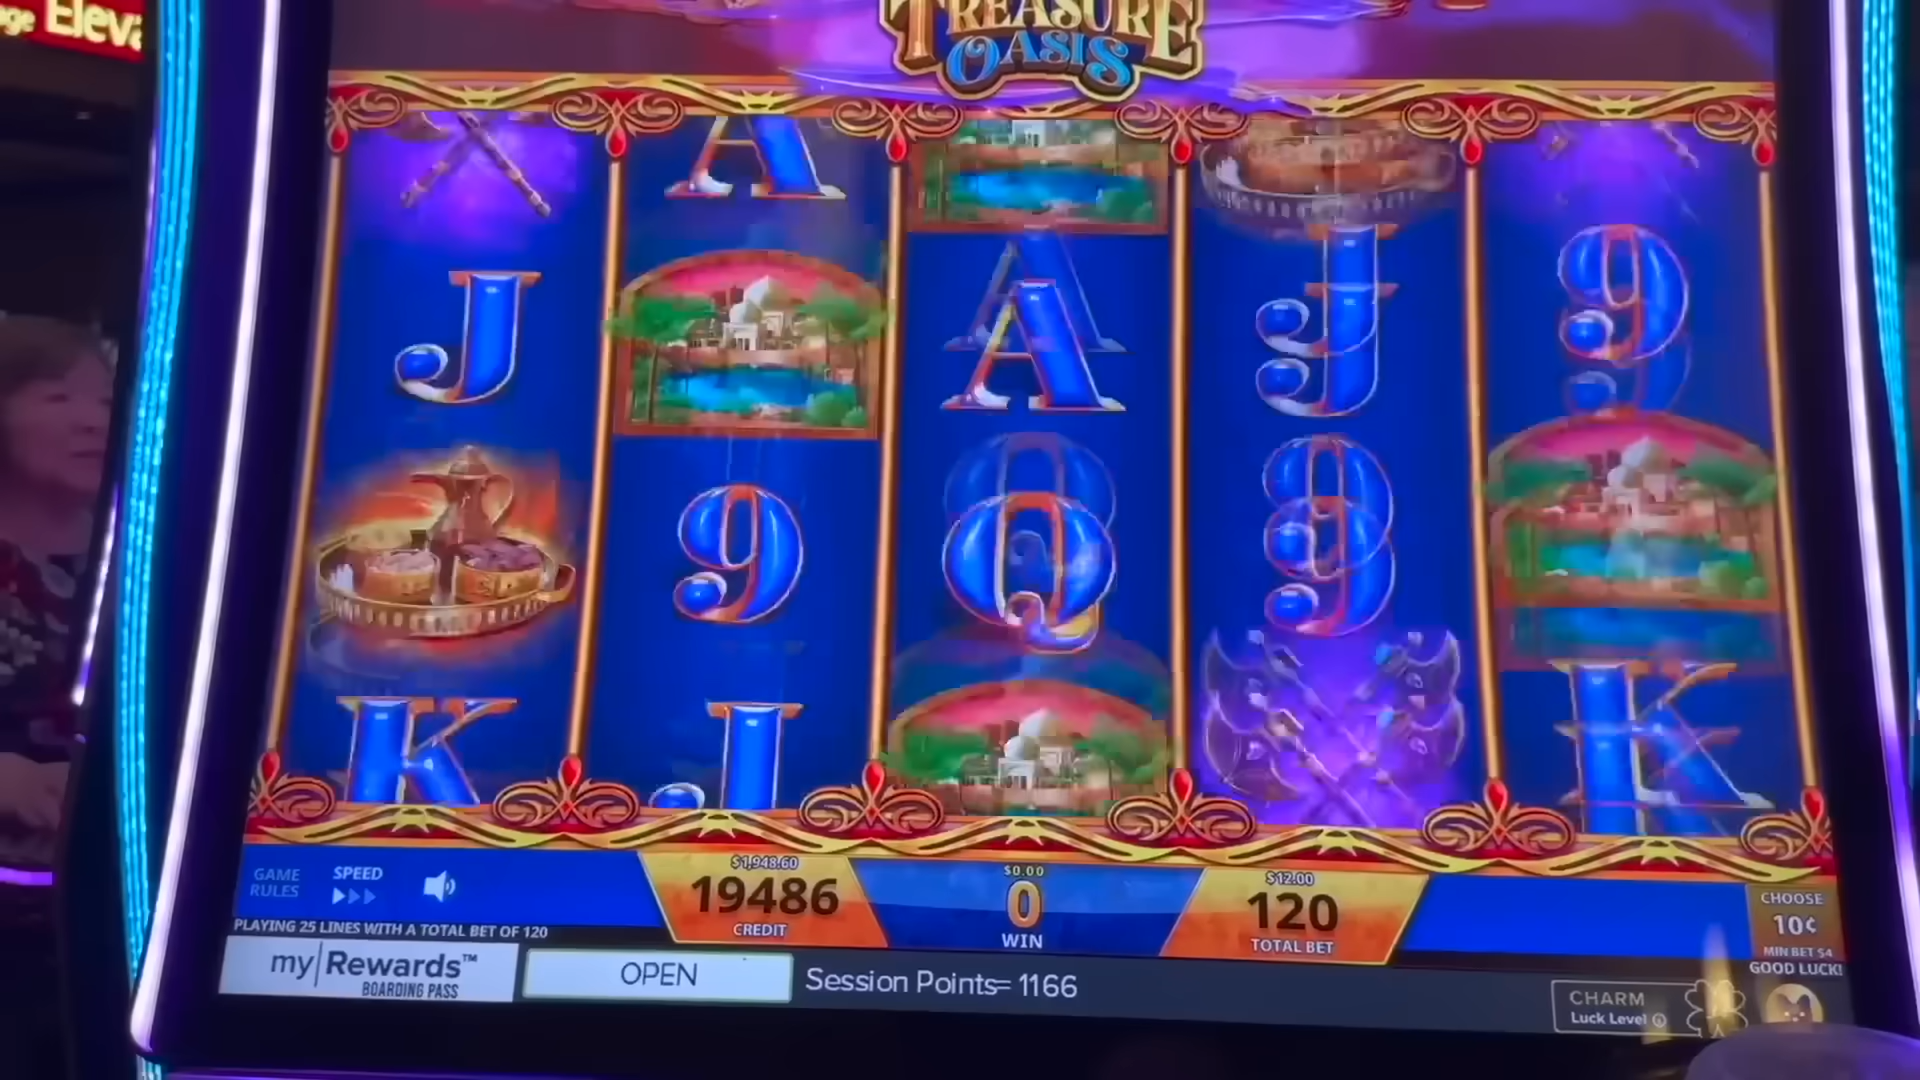 Eleva
TREASURE
OASIS
A
J
A
J
9
9
Q
9
K
J
K
GAME
RULES
SPEED
$1,948.60
19486
CREDIT
$0.00
0
WIN
$12.00
120
TOTAL BET
CHOOSE
10¢
MIN BET $4
GOOD LUCK!
PLAYING 25 LINES WITH A TOTAL BET OF 120
my|Rewards™
BOARDING PASS
OPEN
Session Points= 1166
CHARM
Luck Level